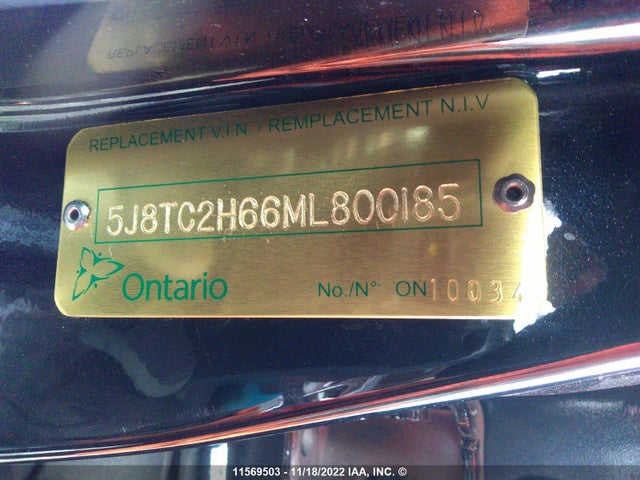 REPLACEMENT V.I.N. / REMPLACEMENT N.I.V
5J8TC2H66ML800185
Ontario No./N° ON10034
11569503 - 11/18/2022 IAA, INC. ©